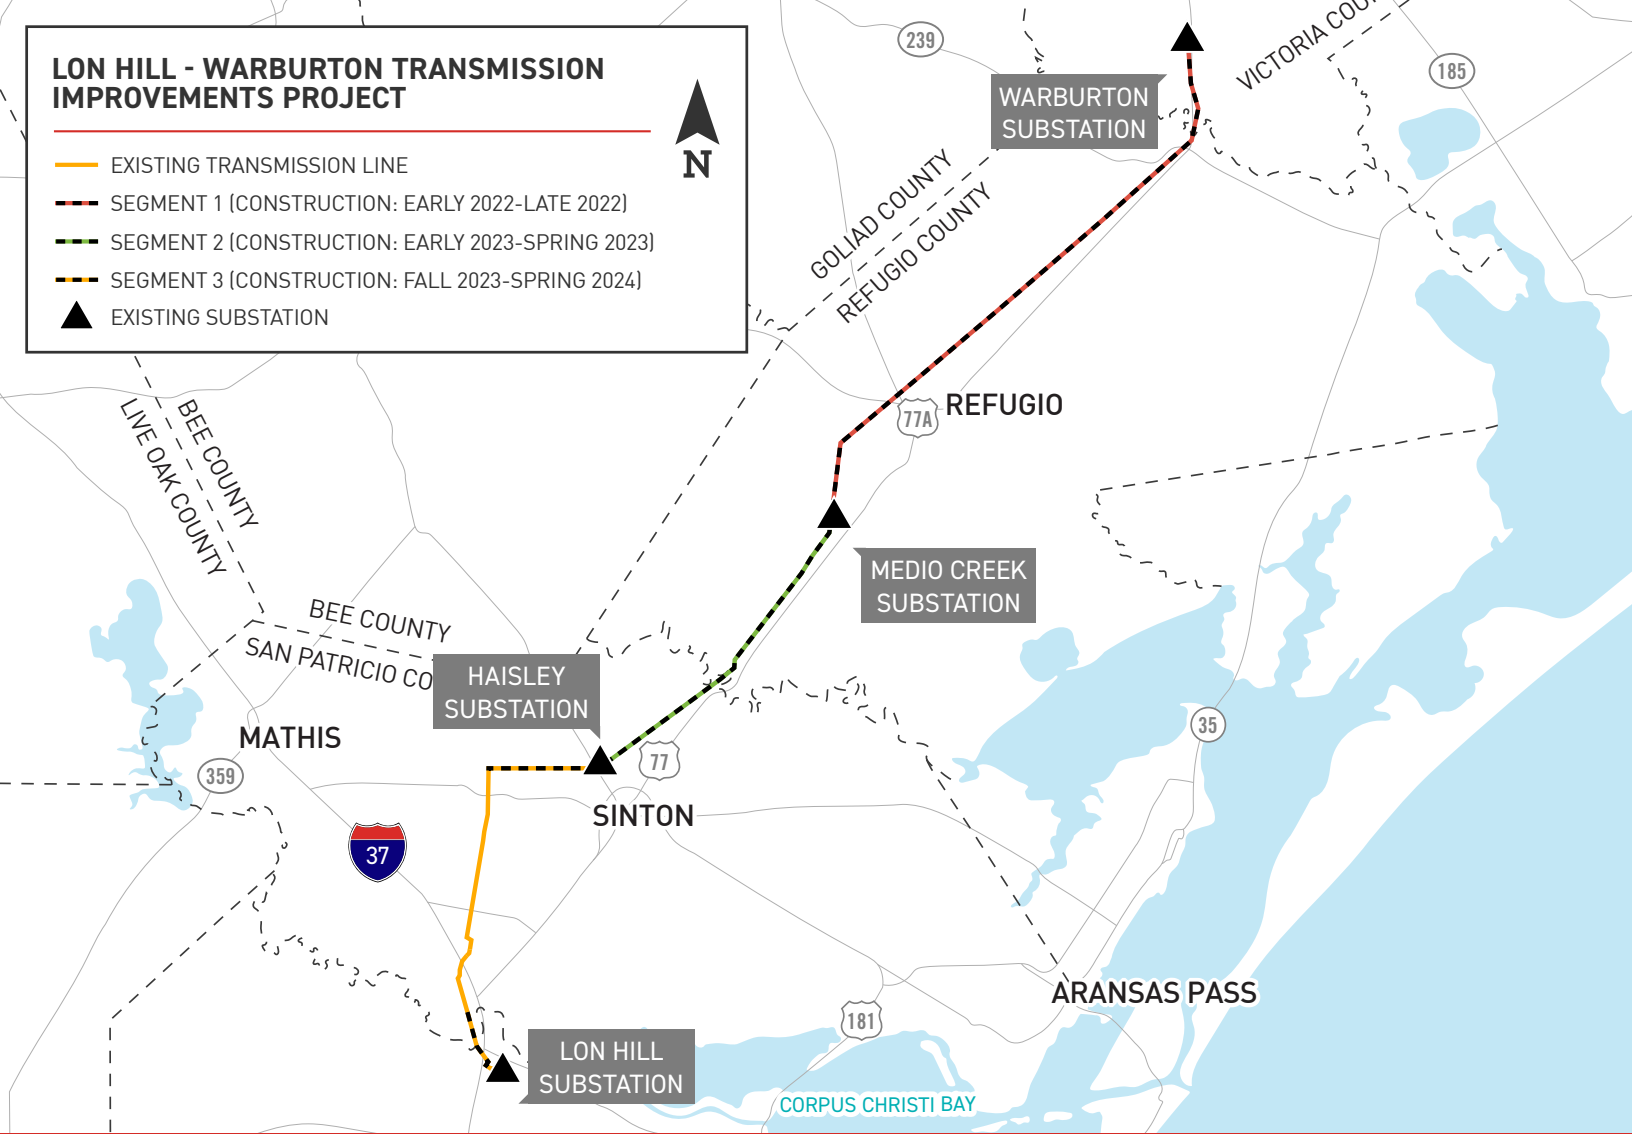 LON HILL - WARBURTON TRANSMISSION
IMPROVEMENTS PROJECT
N
EXISTING TRANSMISSION LINE
SEGMENT 1 (CONSTRUCTION: EARLY 2022-LATE 2022)
SEGMENT 2 (CONSTRUCTION: EARLY 2023-SPRING 2023)
SEGMENT 3 (CONSTRUCTION: FALL 2023-SPRING 2024)
EXISTING SUBSTATION
239
VICTORIA COU
185
WARBURTON
SUBSTATION
GOLIAD COUNTY
REFUGIO COUNTY
77A
REFUGIO
BEE COUNTY
LIVE OAK COUNTY
MEDIO CREEK
SUBSTATION
BEE COUNTY
SAN PATRICIO CO
HAISLEY
SUBSTATION
MATHIS
359
77
35
SINTON
37
ARANSAS PASS
181
LON HILL
SUBSTATION
CORPUS CHRISTI BAY